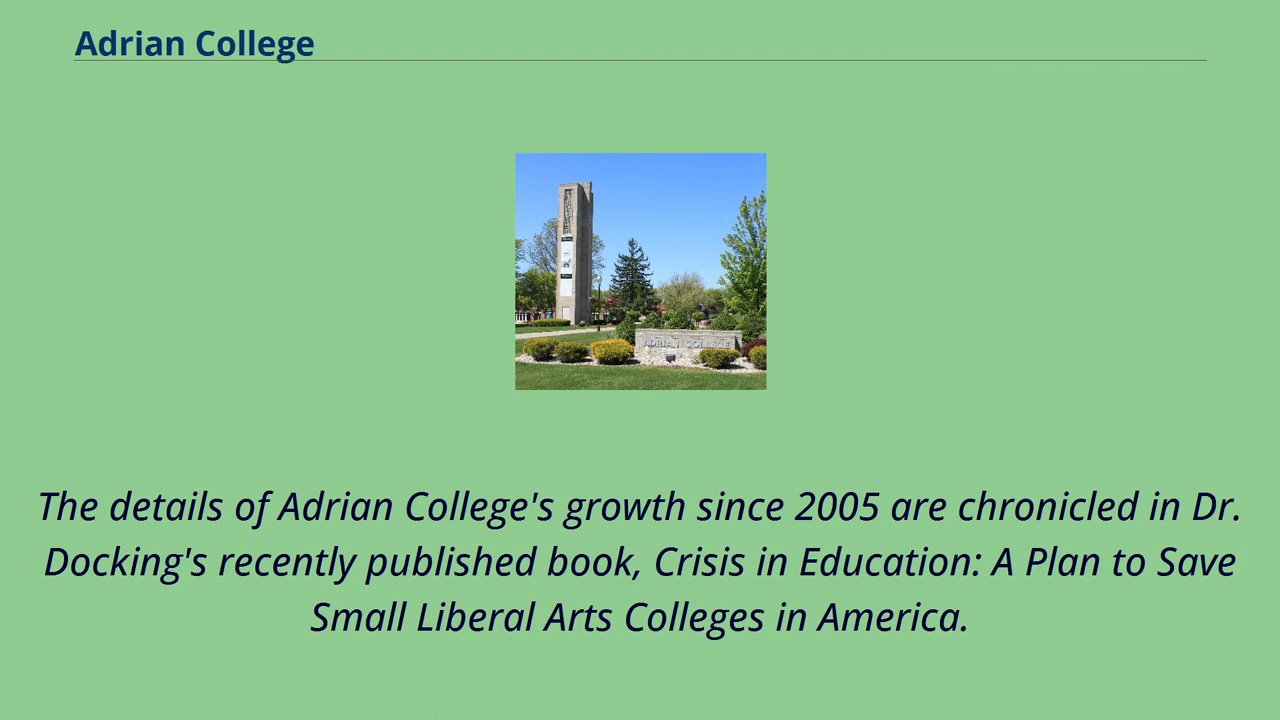 Adrian College
ADRIAN COLLEGE
The details of Adrian College's growth since 2005 are chronicled in Dr.
Docking's recently published book, Crisis in Education: A Plan to Save
Small Liberal Arts Colleges in America.